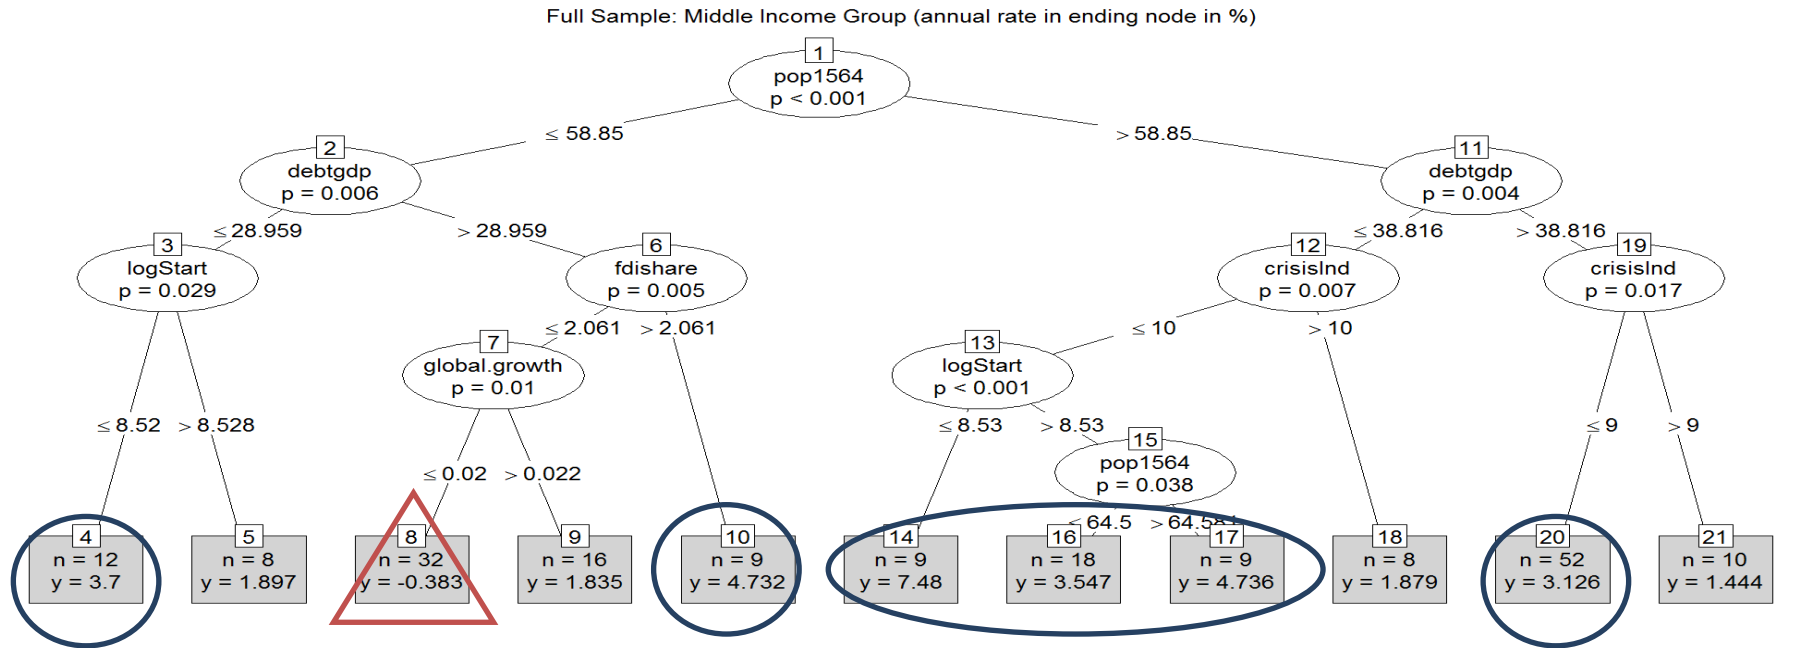 Full Sample: Middle Income Group (annual rate in ending node in %)
1
pop1564
p < 0.001
≤ 58.85
> 58.85
2
debtgdp
p = 0.006
11
debtgdp
p = 0.004
≤ 28.959
> 28.959
≤ 38.816
> 38.816
3
logStart
p = 0.029
6
fdishare
p = 0.005
12
crisisInd
p = 0.007
19
crisisInd
p = 0.017
≤ 2.061
> 2.061
≤ 10
> 10
7
global.growth
p = 0.01
13
logStart
p < 0.001
≤ 8.52
> 8.528
≤ 8.53
> 8.53
≤ 9
> 9
15
pop1564
p = 0.038
≤ 0.02
> 0.022
≤ 64.5
> 64.581
4
n = 12
y = 3.7
5
n = 8
y = 1.897
8
n = 32
y = -0.383
9
n = 16
y = 1.835
10
n = 9
y = 4.732
14
n = 9
y = 7.48
16
n = 18
y = 3.547
17
n = 9
y = 4.736
18
n = 8
y = 1.879
20
n = 52
y = 3.126
21
n = 10
y = 1.444